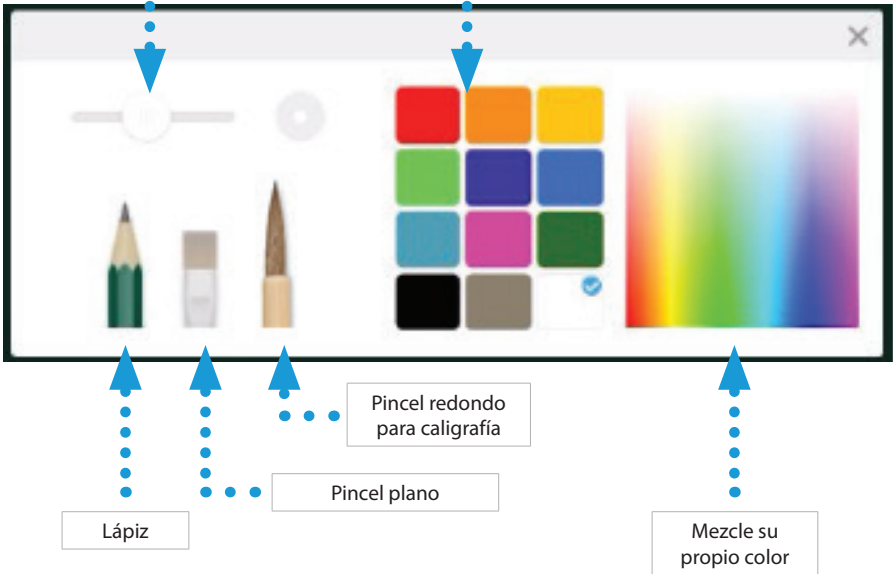 Pincel redondo
para caligrafía
Pincel plano
Lápiz
Mezcle su
propio color